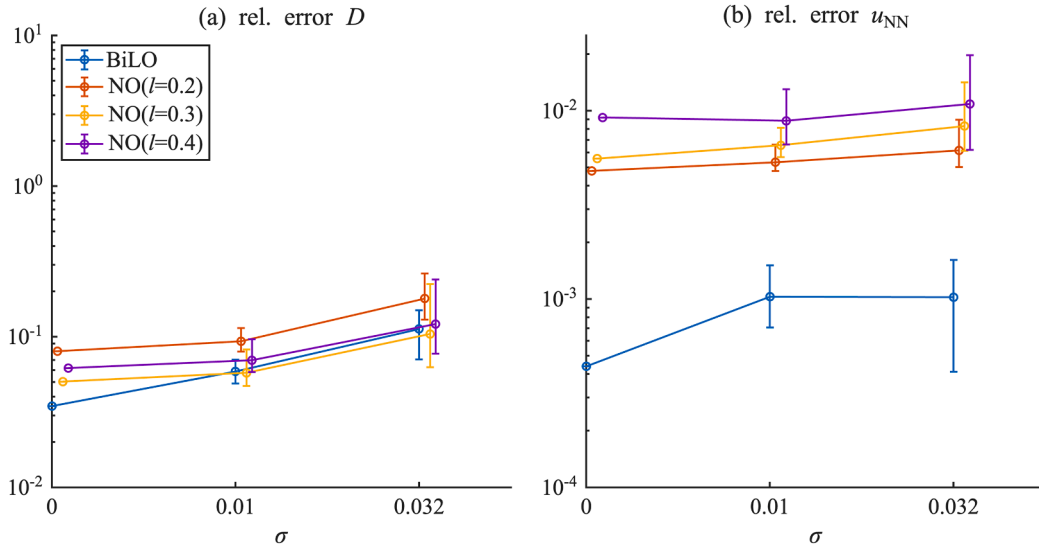 (a) rel. error D
10^1
10^0
10^-1
10^-2
BiLO
NO(l=0.2)
NO(l=0.3)
NO(l=0.4)
0 0.01 0.032
σ
(b) rel. error u_NN
10^-2
10^-3
10^-4
0 0.01 0.032
σ